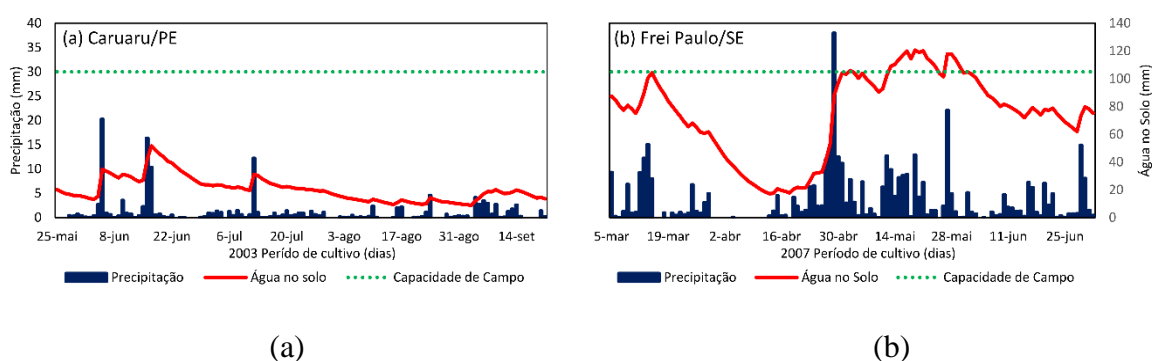 (a) Caruaru/PE
Precipitação (mm)
40
35
30
25
20
15
10
5
0
25-mai 8-jun 22-jun 6-jul 20-jul 3-ago 17-ago 31-ago 14-set
2003 Perído de cultivo (dias)
Precipitação Água no solo Capacidade de Campo
(b) Frei Paulo/SE
140
120
100
80
60
40
20
0
Água no Solo (mm)
5-mar 19-mar 2-abr 16-abr 30-abr 14-mai 28-mai 11-jun 25-jun
2007 Período de cultivo (dias)
Precipitação Água no Solo Capacidade de Campo
(a) (b)